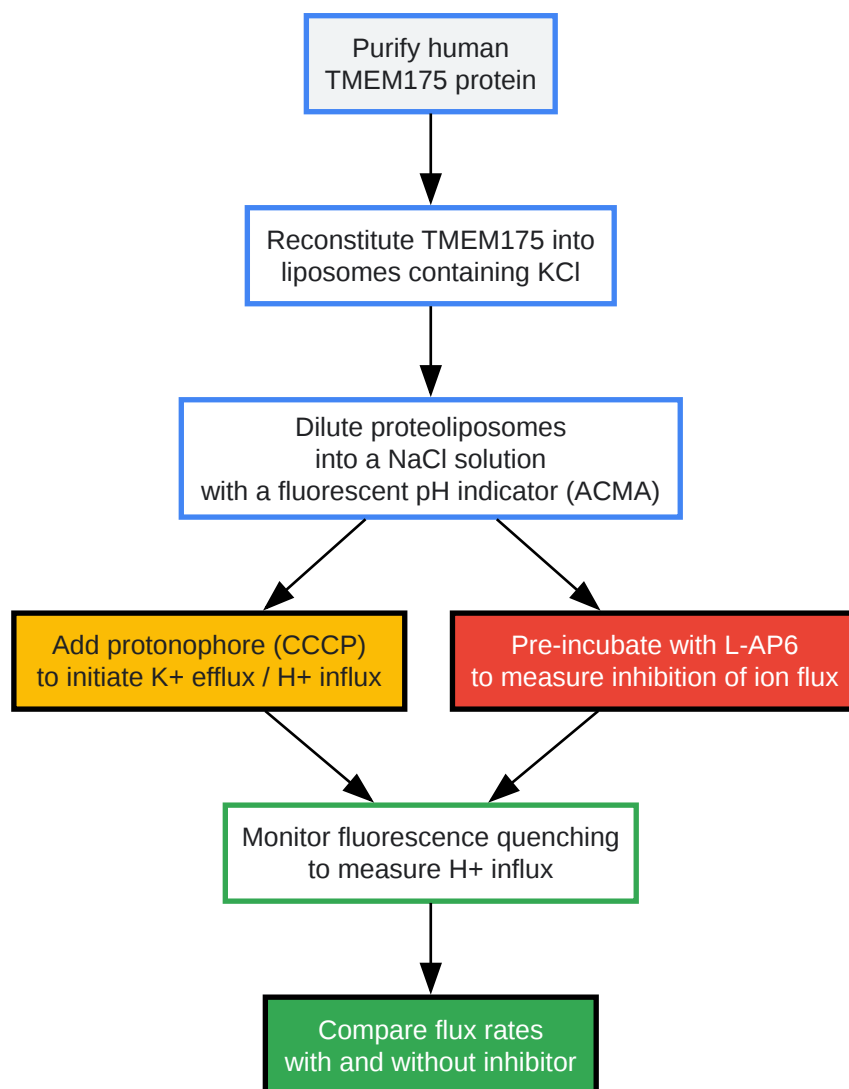 Purify human
TMEM175 protein
Reconstitute TMEM175 into
liposomes containing KCl
Dilute proteoliposomes
into a NaCl solution
with a fluorescent pH indicator (ACMA)
Add protonophore (CCCP)
to initiate K+ efflux / H+ influx
Pre-incubate with L-AP6
to measure inhibition of ion flux
Monitor fluorescence quenching
to measure H+ influx
Compare flux rates
with and without inhibitor